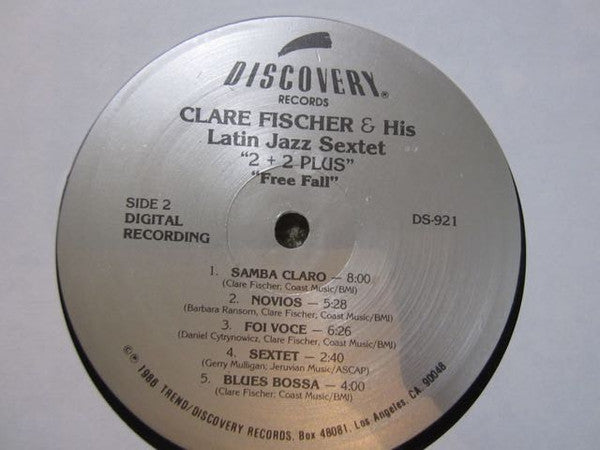 DISCOVERY®
RECORDS
CLARE FISCHER & His
Latin Jazz Sextet
"2 + 2 PLUS"
"Free Fall"
SIDE 2
DIGITAL
RECORDING
DS-921
1. SAMBA CLARO — 8:00
(Clare Fischer, Coast Music/BMI)
2. NOVIOS — 5:28
(Barbara Ransom, Clare Fischer, Coast Music/BMI)
3. FOI VOCE — 6:26
(Daniel Cytrynowicz, Clare Fischer, Coast Music/BMI)
4. SEXTET — 2:40
(Gerry Mulligan; Jeruvian Music/ASCAP)
5. BLUES BOSSA — 4:00
(Clare Fischer; Coast Music/BMI)
©℗ 1986 TREND/DISCOVERY RECORDS, Box 48081, Los Angeles, CA 90048